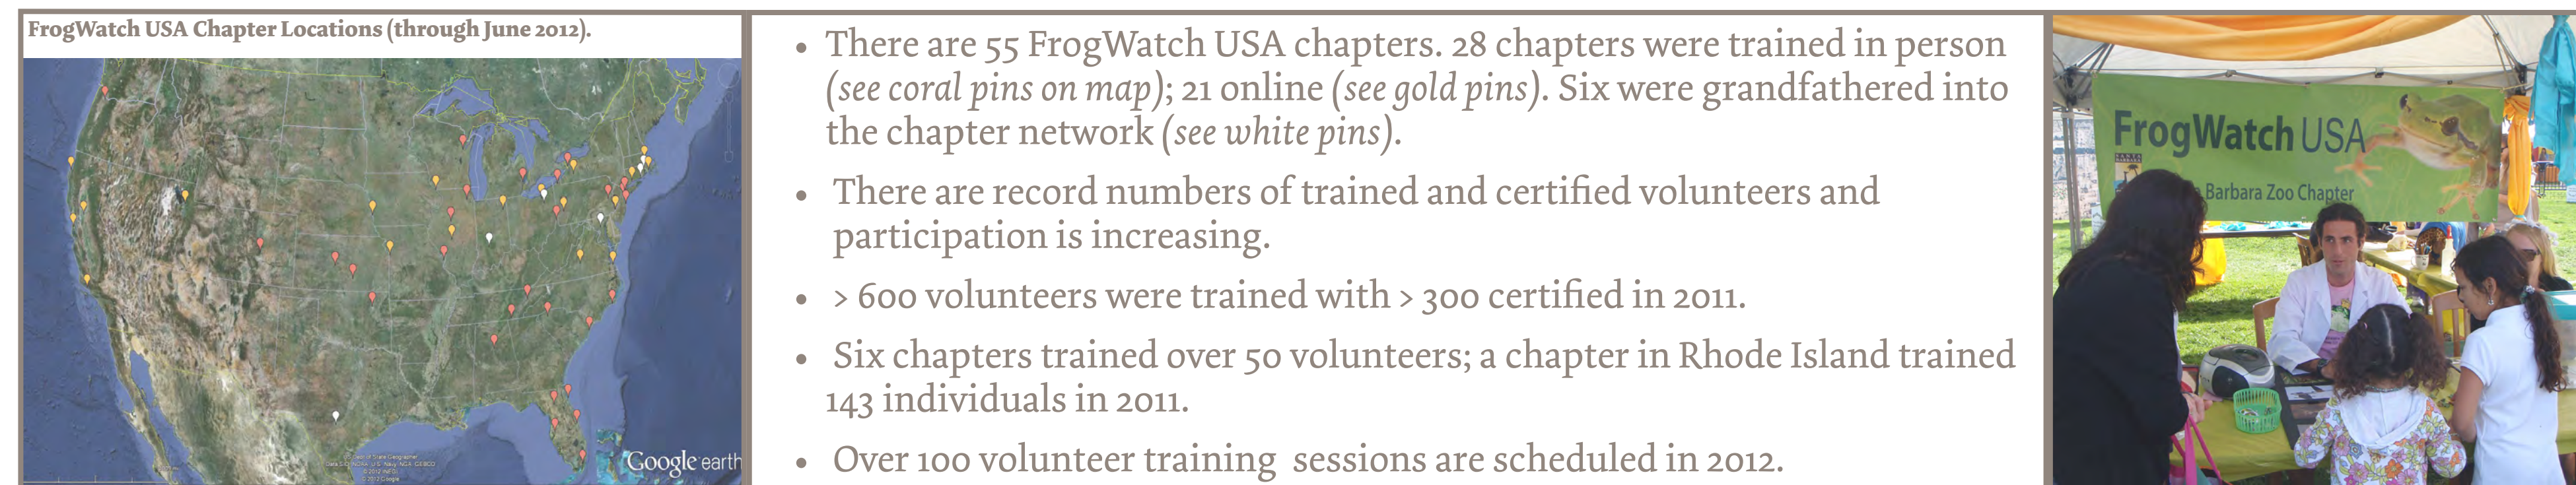 FrogWatch USA Chapter Locations (through June 2012).
Google earth
© 2012 INEGI
© 2012 Google
• There are 55 FrogWatch USA chapters. 28 chapters were trained in person
(see coral pins on map); 21 online (see gold pins). Six were grandfathered into
the chapter network (see white pins).
• There are record numbers of trained and certified volunteers and
participation is increasing.
• > 600 volunteers were trained with > 300 certified in 2011.
• Six chapters trained over 50 volunteers; a chapter in Rhode Island trained
143 individuals in 2011.
• Over 100 volunteer training sessions are scheduled in 2012.
FrogWatch USA
Barbara Zoo Chapter